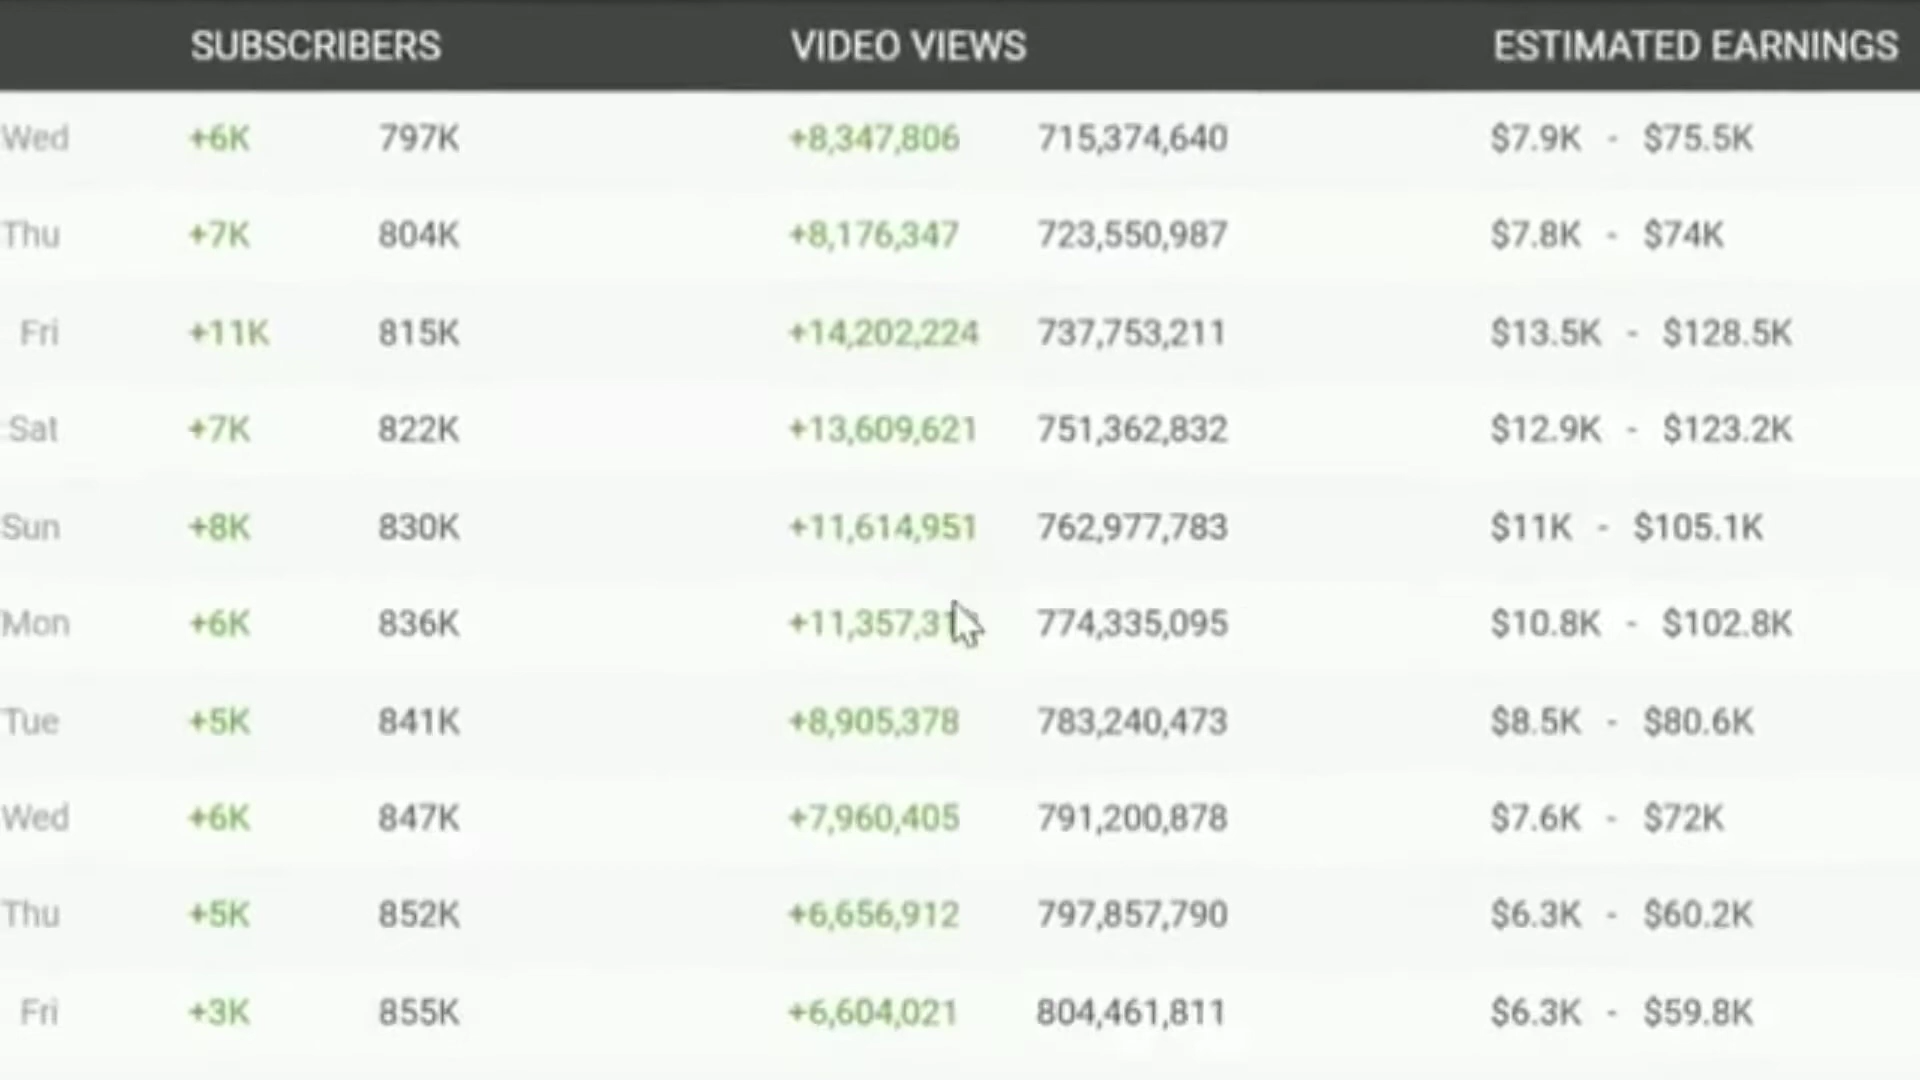 SUBSCRIBERS VIDEO VIEWS ESTIMATED EARNINGS
Wed +6K 797K +8,347,806 715,374,640 $7.9K - $75.5K
Thu +7K 804K +8,176,347 723,550,987 $7.8K - $74K
Fri +11K 815K +14,202,224 737,753,211 $13.5K - $128.5K
Sat +7K 822K +13,609,621 751,362,832 $12.9K - $123.2K
Sun +8K 830K +11,614,951 762,977,783 $11K - $105.1K
Mon +6K 836K 774,335,095 $10.8K - $102.8K
Tue +5K 841K +8,905,378 783,240,473 $8.5K - $80.6K
Wed +6K 847K +7,960,405 791,200,878 $7.6K - $72K
Thu +5K 852K +6,656,912 797,857,790 $6.3K - $60.2K
Fri +3K 855K +6,604,021 804,461,811 $6.3K - $59.8K